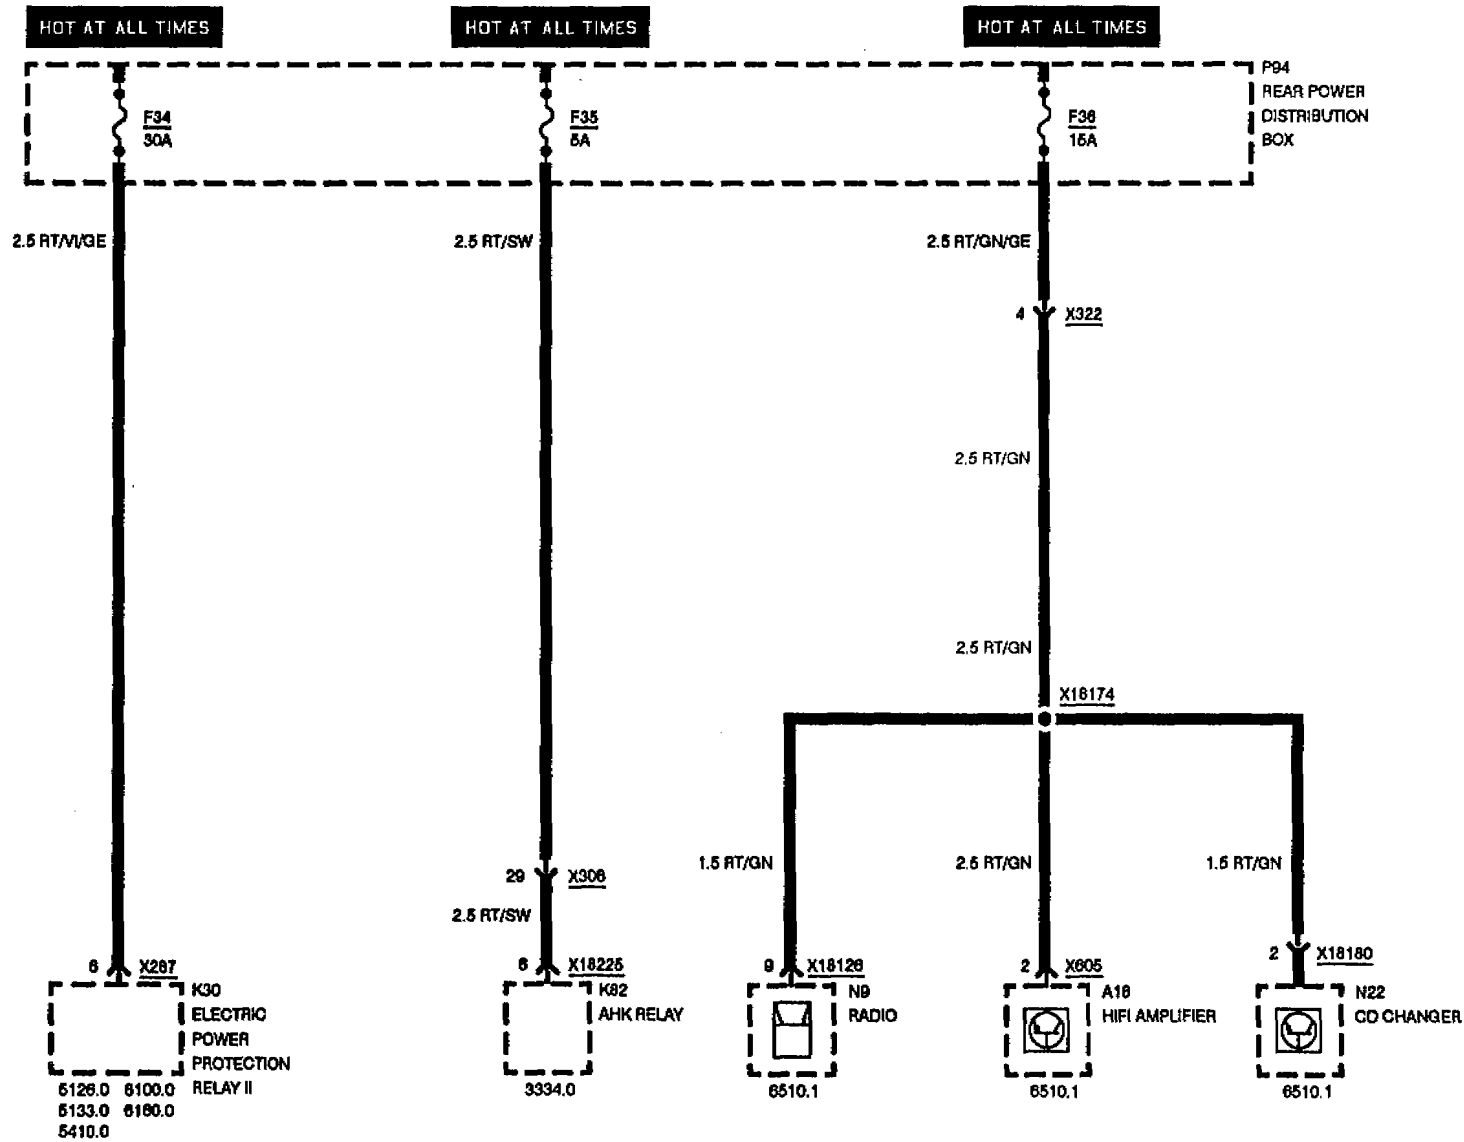 HOT AT ALL TIMES
HOT AT ALL TIMES
HOT AT ALL TIMES
P94
REAR POWER
DISTRIBUTION
BOX
F34
30A
F35
5A
F36
15A
2.5 RT/VI/GE
2.5 RT/SW
2.5 RT/GN/GE
4
X322
2.5 RT/GN
2.5 RT/GN
X18174
1.5 RT/GN
2.5 RT/GN
1.5 RT/GN
29
X306
2.5 RT/SW
6
X267
6
X18225
9
X18126
2
X605
2
X18180
K30
ELECTRIC
POWER
PROTECTION
RELAY II
K82
AHK RELAY
N9
RADIO
A18
HIFI AMPLIFIER
N22
CD CHANGER
5126.0 6100.0
5133.0 6160.0
5410.0
3334.0
6510.1
6510.1
6510.1